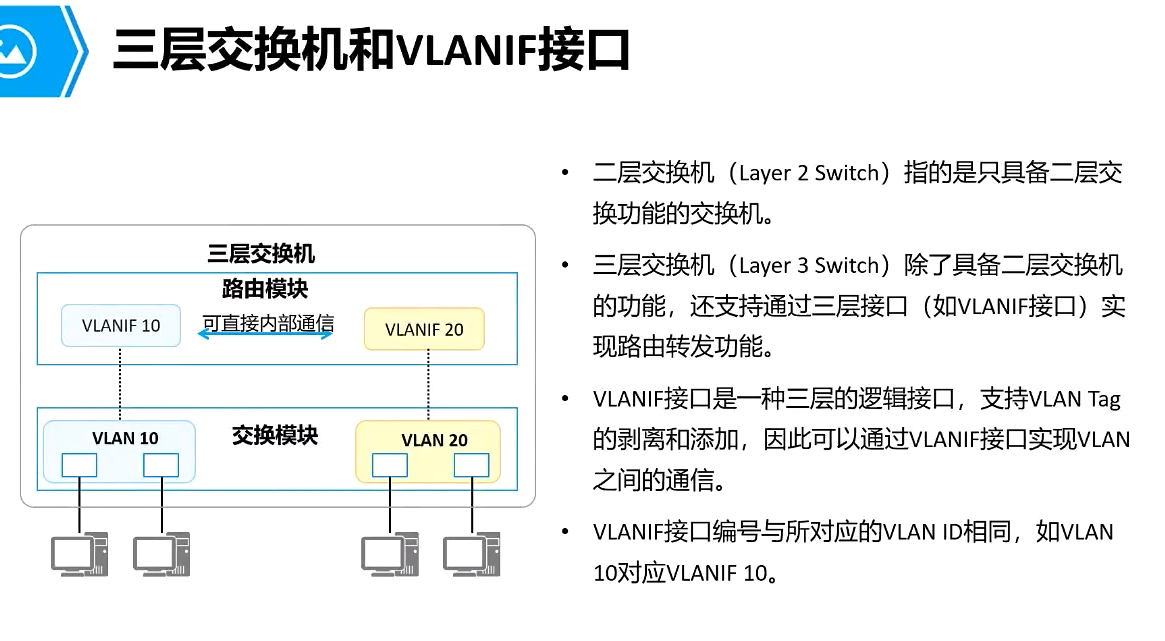 三层交换机和VLANIF接口
三层交换机
路由模块
VLANIF 10
可直接内部通信
VLANIF 20
VLAN 10
交换模块
VLAN 20
• 二层交换机（Layer 2 Switch）指的是只具备二层交
换功能的交换机。
• 三层交换机（Layer 3 Switch）除了具备二层交换机
的功能，还支持通过三层接口（如VLANIF接口）实
现路由转发功能。
• VLANIF接口是一种三层的逻辑接口，支持VLAN Tag
的剥离和添加，因此可以通过VLANIF接口实现VLAN
之间的通信。
• VLANIF接口编号与所对应的VLAN ID相同，如VLAN
10对应VLANIF 10。